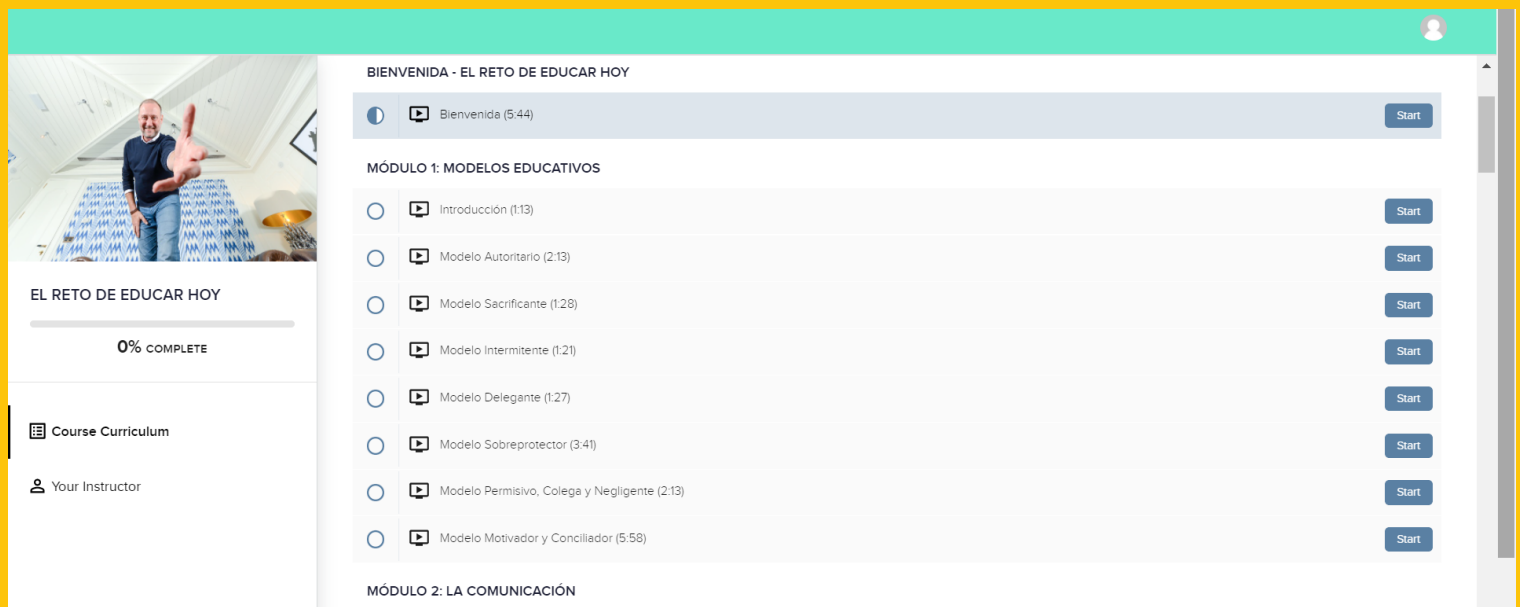 BIENVENIDA - EL RETO DE EDUCAR HOY
Bienvenida (5:44)
Start
MÓDULO 1: MODELOS EDUCATIVOS
Introducción (1:13)
Start
Modelo Autoritario (2:13)
Start
Modelo Sacrificante (1:28)
Start
Modelo Intermitente (1:21)
Start
Modelo Delegante (1:27)
Start
Modelo Sobreprotector (3:41)
Start
Modelo Permisivo, Colega y Negligente (2:13)
Start
Modelo Motivador y Conciliador (5:58)
Start
MÓDULO 2: LA COMUNICACIÓN
EL RETO DE EDUCAR HOY
0% COMPLETE
Course Curriculum
Your Instructor